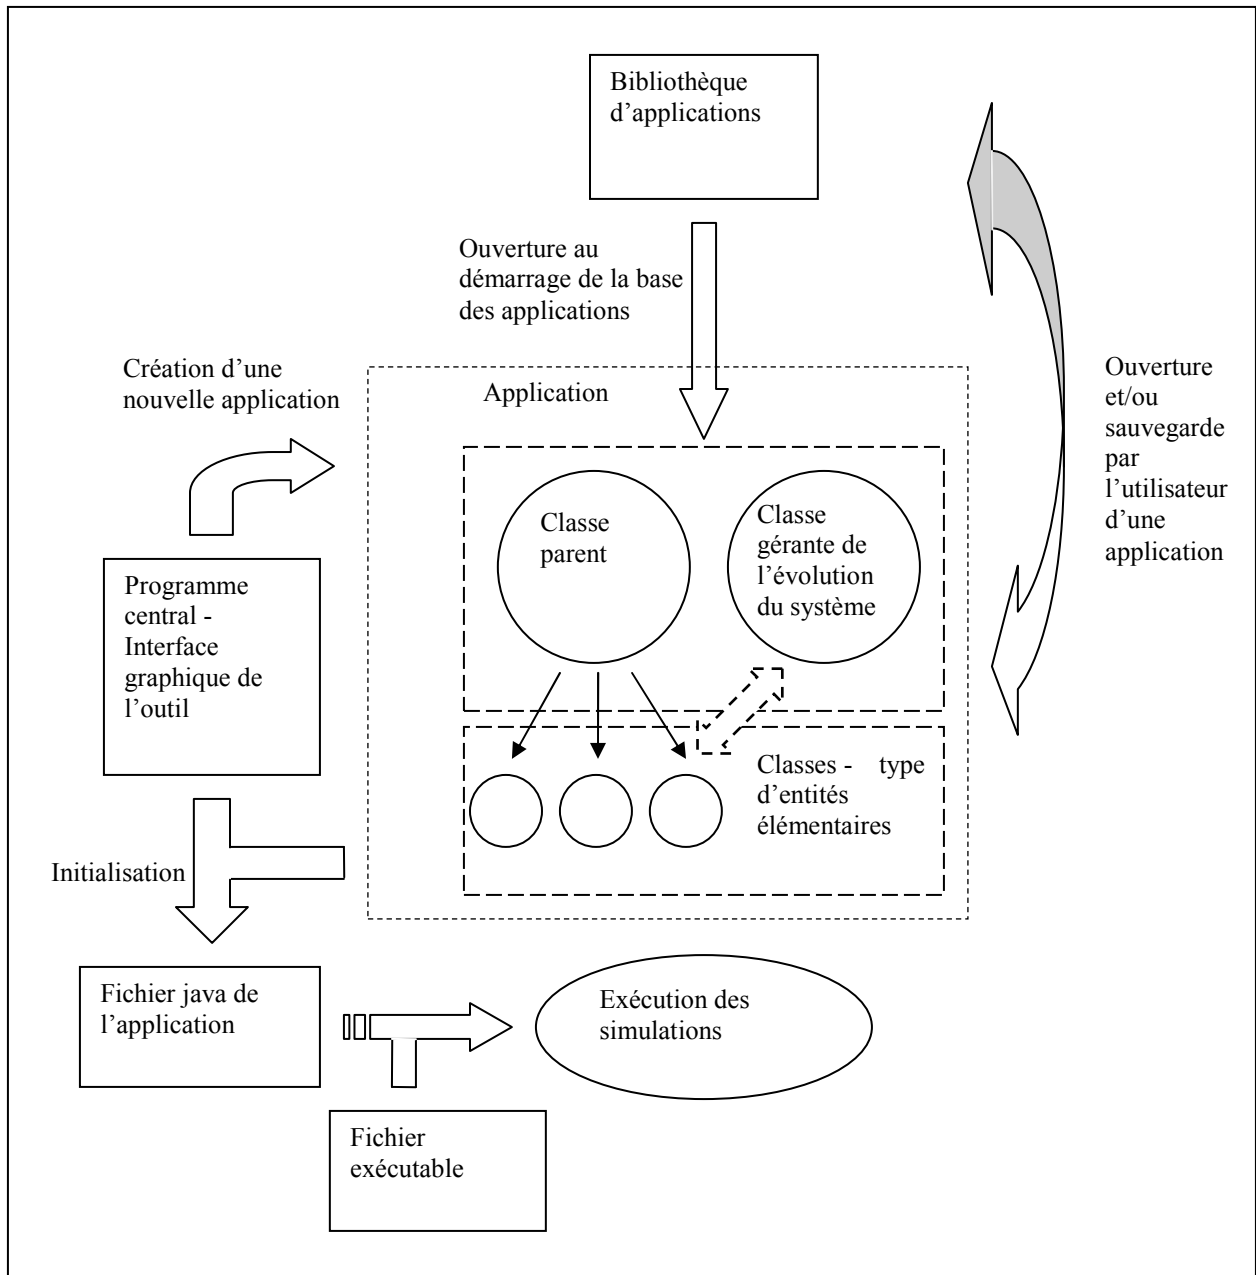 Bibliothèque
d’applications
Ouverture au
démarrage de la base
des applications
Création d’une
nouvelle application
Application
Ouverture
et/ou
sauvegarde
par
l’utilisateur
d’une
application
Classe
parent
Classe
gérante de
l’évolution
du système
Programme
central -
Interface
graphique de
l’outil
Classes - type
d’entités
élémentaires
Initialisation
Fichier java de
l’application
Exécution des
simulations
Fichier
exécutable